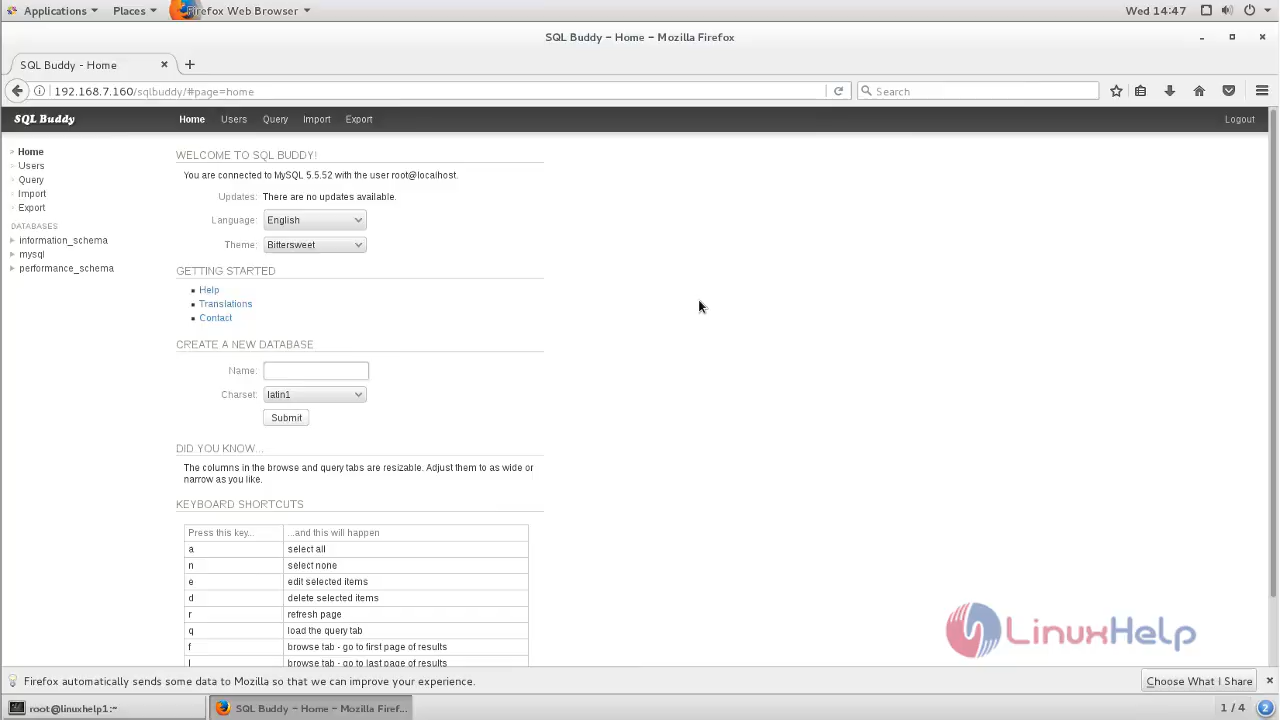 Applications Places Firefox Web Browser Wed 14:47
SQL Buddy – Home – Mozilla Firefox
SQL Buddy - Home
192.168.7.160/sqlbuddy/#page=home Search
SQL Buddy Home Users Query Import Export Logout
Home
Users
Query
Import
Export
DATABASES
information_schema
mysql
performance_schema
WELCOME TO SQL BUDDY!
You are connected to MySQL 5.5.52 with the user root@localhost.
Updates: There are no updates available.
Language: English
Theme: Bittersweet
GETTING STARTED
Help
Translations
Contact
CREATE A NEW DATABASE
Name:
Charset: latin1
Submit
DID YOU KNOW...
The columns in the browse and query tabs are resizable. Adjust them to as wide or
narrow as you like.
KEYBOARD SHORTCUTS
Press this key... ...and this will happen
a select all
n select none
e edit selected items
d delete selected items
r refresh page
q load the query tab
f browse tab - go to first page of results
l browse tab - go to last page of results
LinuxHelp
Firefox automatically sends some data to Mozilla so that we can improve your experience. Choose What I Share
root@linuxhelp1:~ SQL Buddy – Home – Mozilla Firef... 1 / 4 2